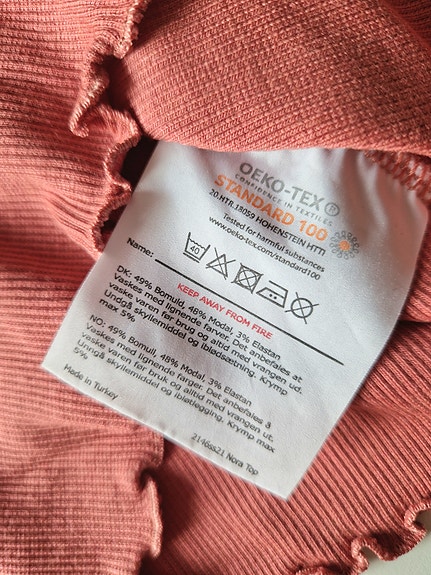 OEKO-TEX®
CONFIDENCE IN TEXTILES
STANDARD 100
20.HTR.18059 HOHENSTEIN HTTI
Tested for harmful substances
www.oeko-tex.com/standard100
Name:
40
KEEP AWAY FROM FIRE
DK: 49% Bomuld, 48% Modal, 3% Elastan
Vaskes med lignende farver. Det anbefales at
vaske varen før brug og altid med vrangen ud.
Undgå skyllemiddel og iblødsætning. Krymp
max 5%.
NO: 49% Bomull, 48% Modal, 3% Elastan
Vaskes med lignende farger. Det anbefales å
vaske varen før bruk og altid med vrangen ut.
Unngå skyllemiddel og ibløtlegging. Krymp max
5%.
Made in Turkey
2146ss21 Nora Top